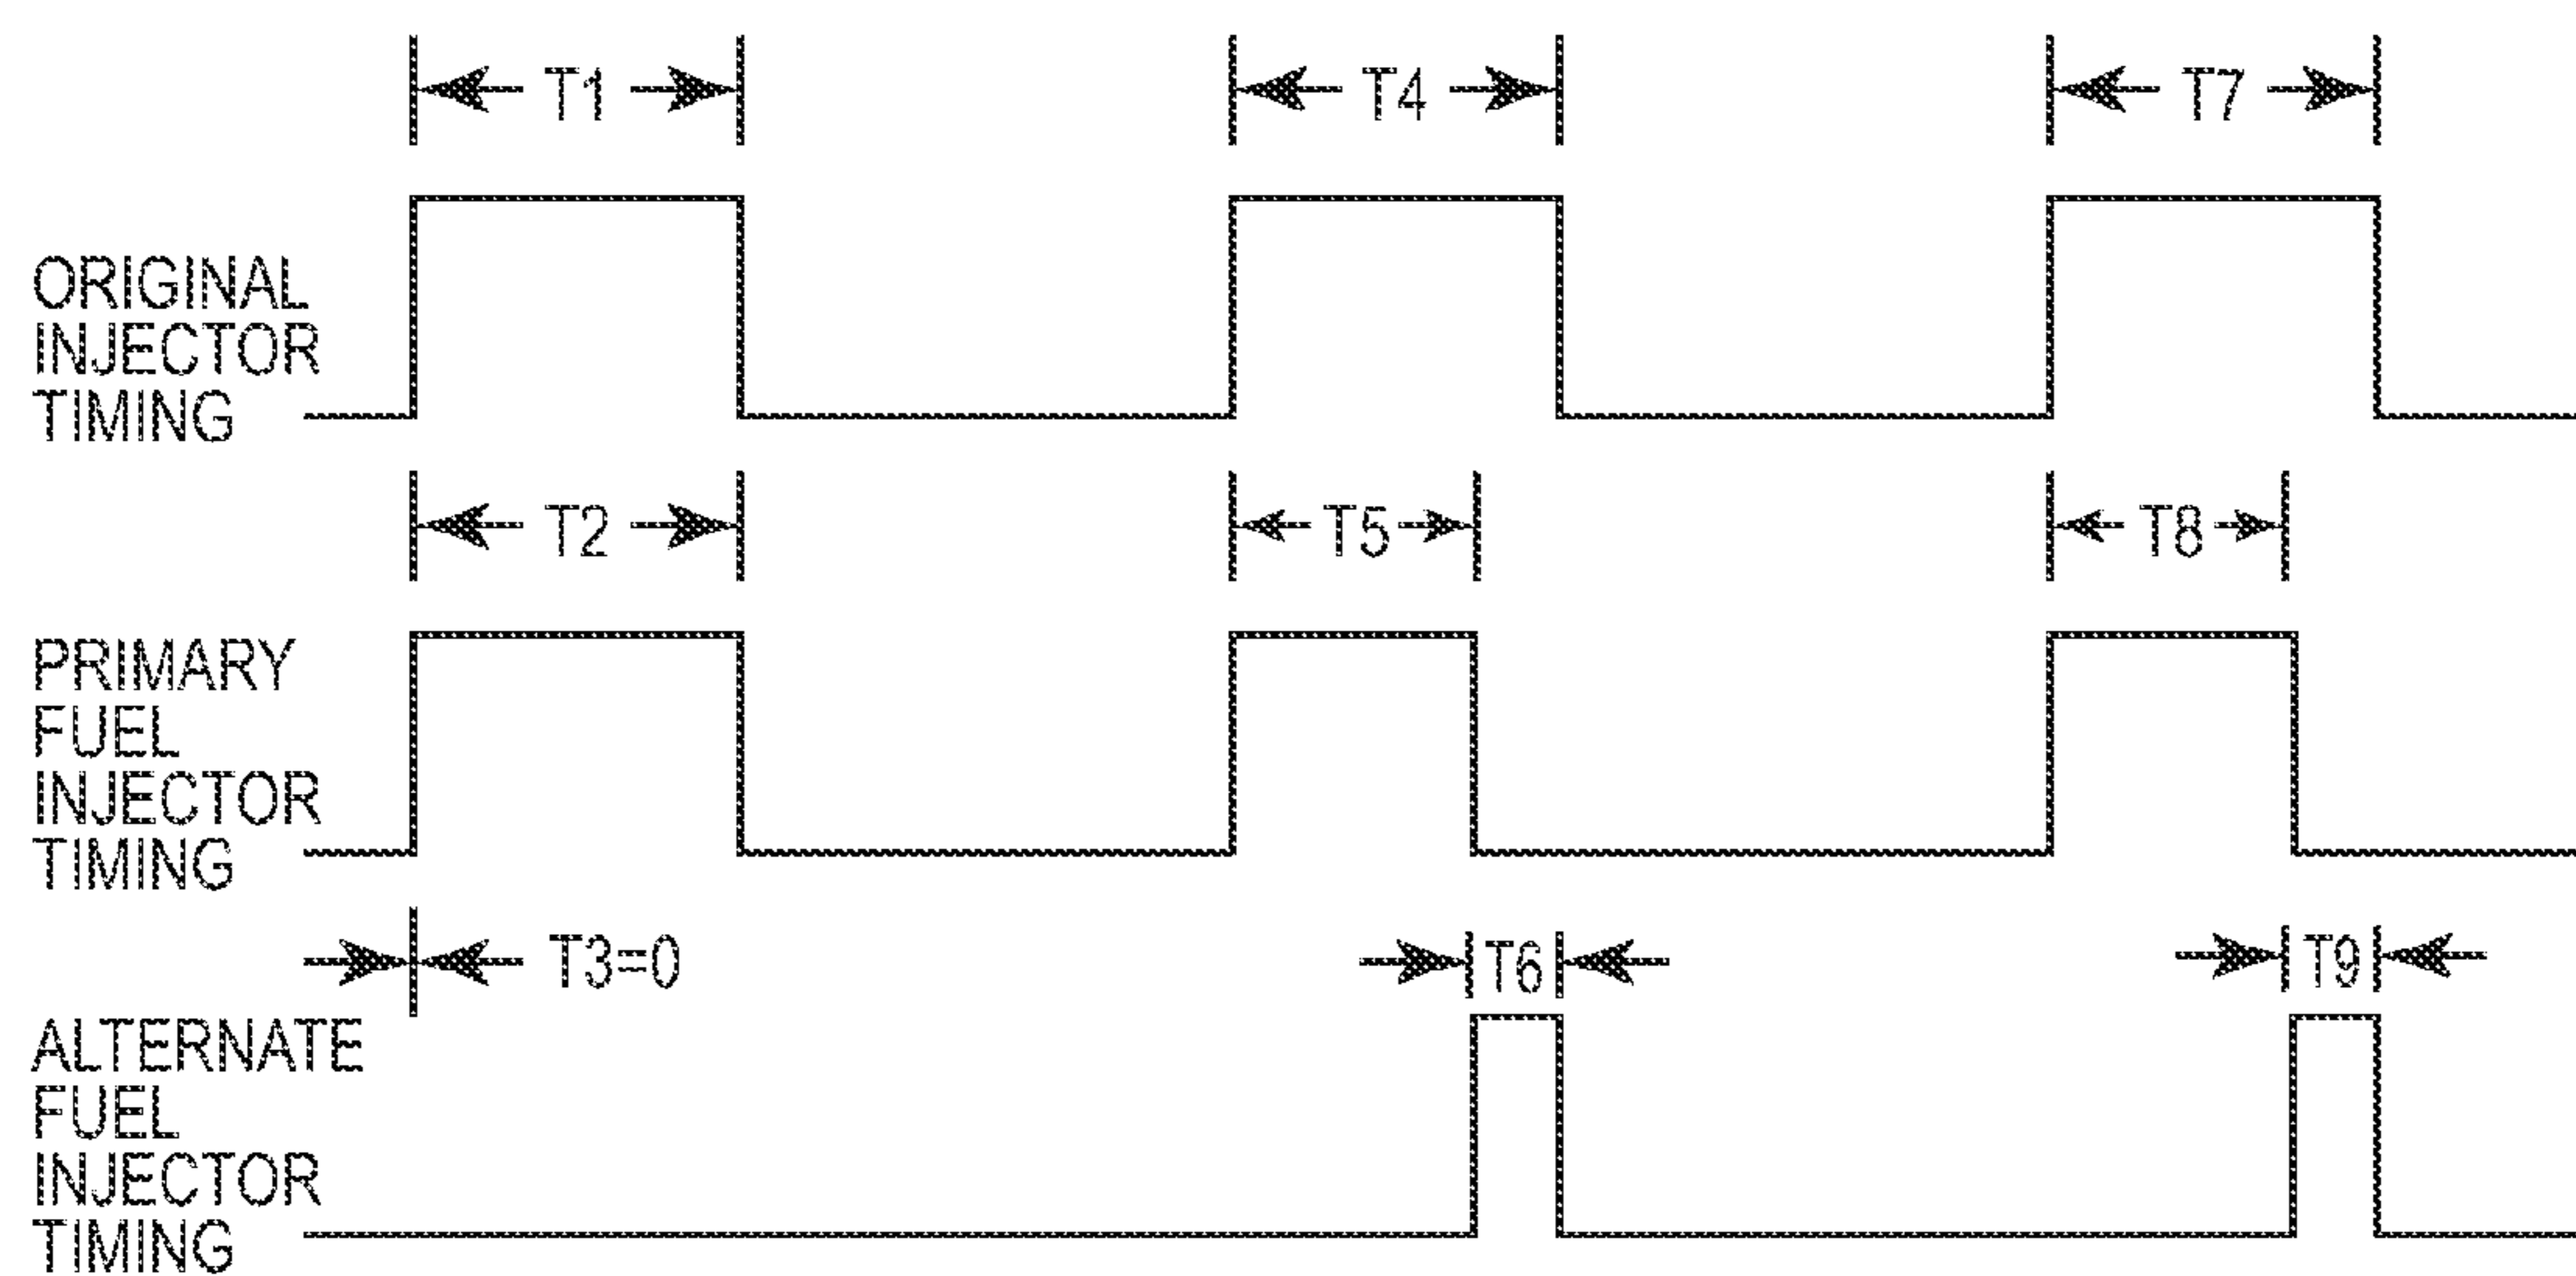 T1 T4 T7
ORIGINAL
INJECTOR
TIMING
T2 T5 T8
PRIMARY
FUEL
INJECTOR
TIMING
T3=0 T6 T9
ALTERNATE
FUEL
INJECTOR
TIMING